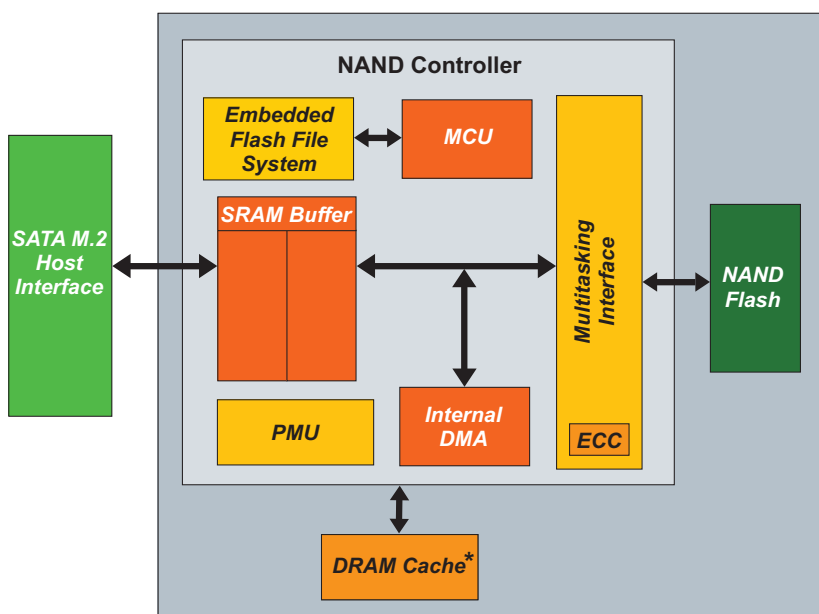 NAND Controller
Embedded
Flash File
System
MCU
SRAM Buffer
SATA M.2
Host
Interface
Multitasking
Interface
NAND
Flash
PMU
Internal
DMA
ECC
DRAM Cache*